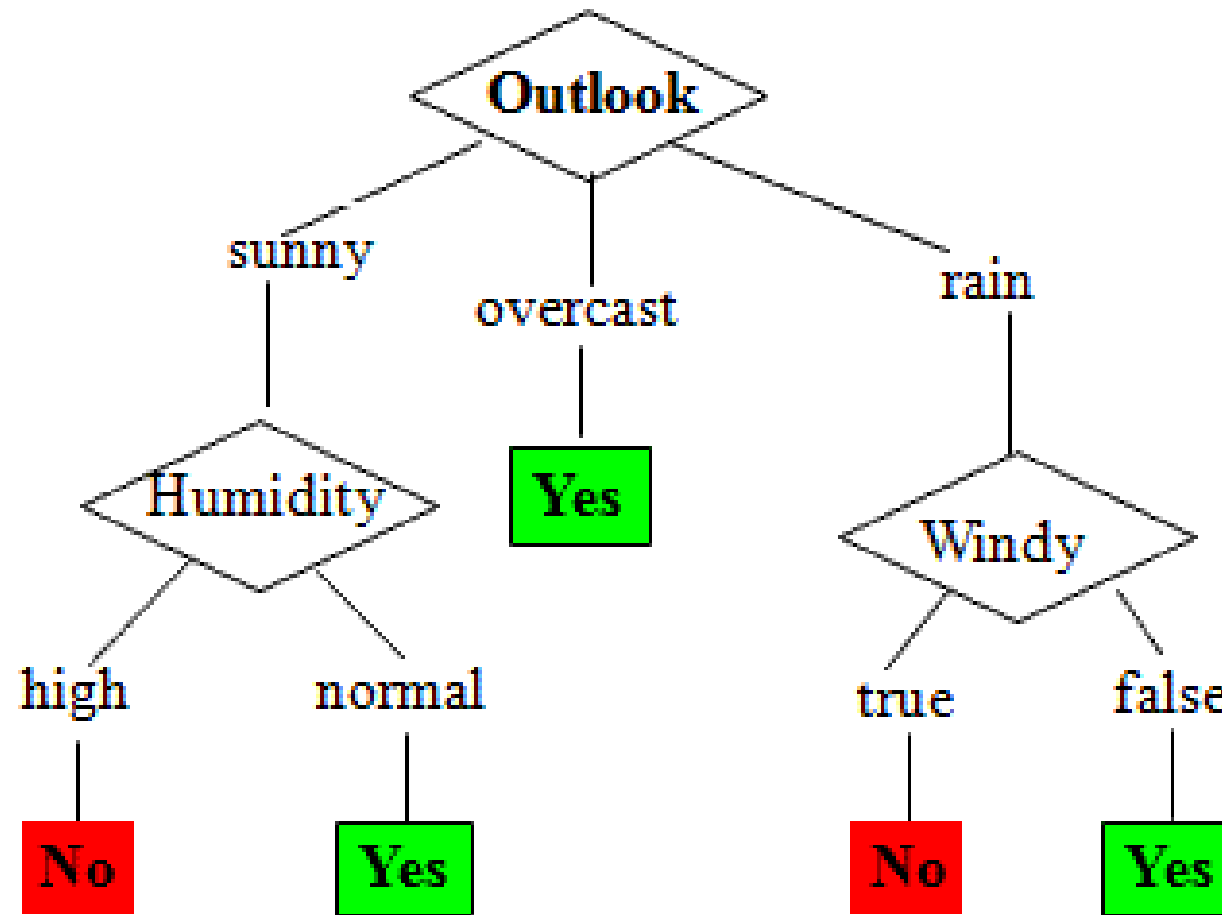 Outlook
sunny
overcast
rain
Humidity
Yes
Windy
high
normal
true
false
No
Yes
No
Yes